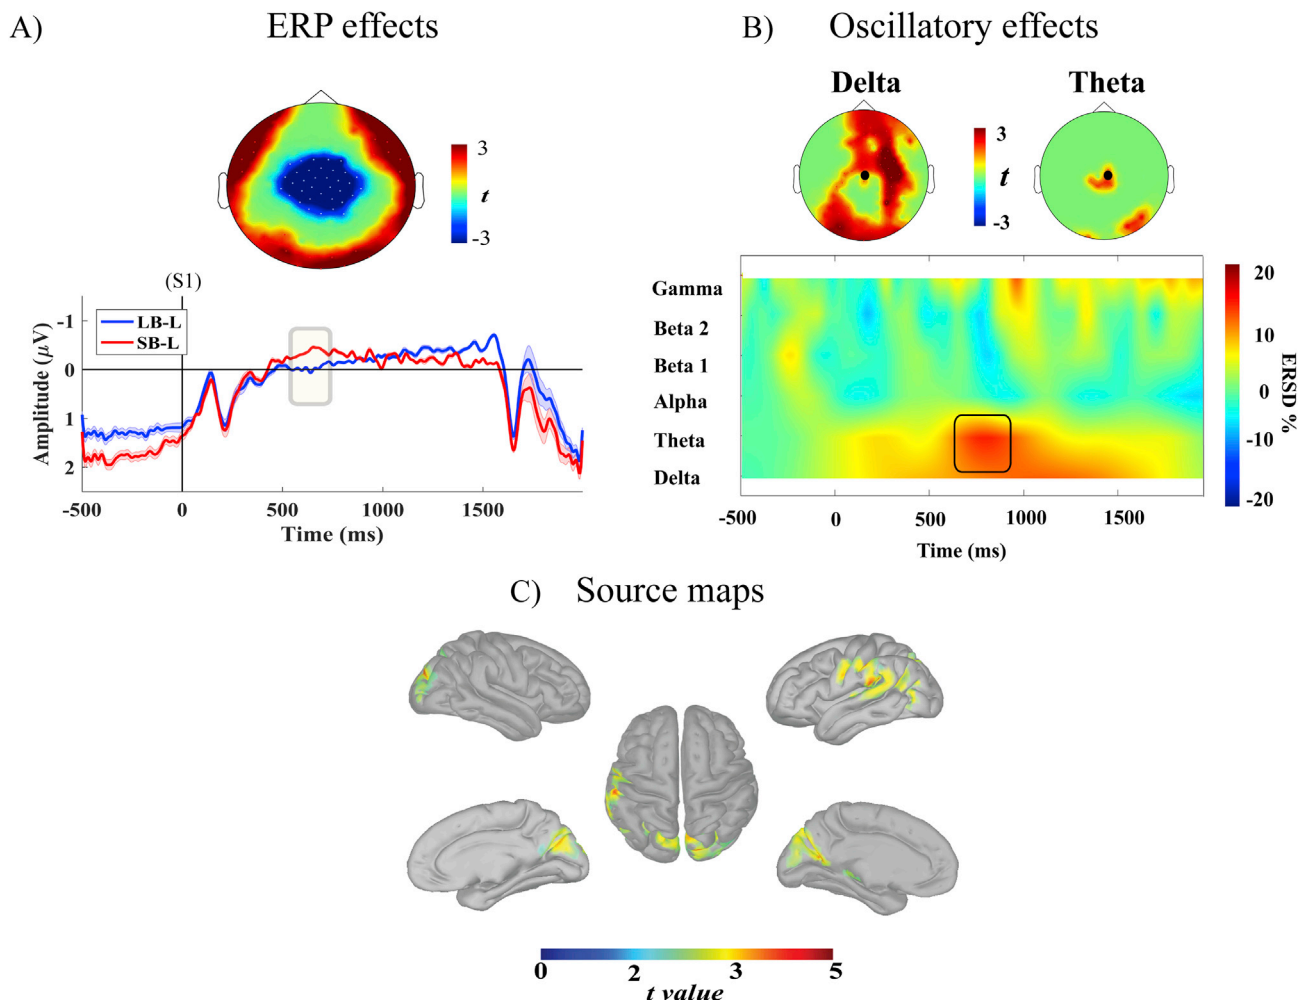 A) ERP effects
3
t
-3
(S1)
LB-L
SB-L
-1
0
1
2
Amplitude (μV)
-500 0 500 1000 1500
Time (ms)
B) Oscillatory effects
Delta Theta
3
t
-3
Gamma
Beta 2
Beta 1
Alpha
Theta
Delta
-500 0 500 1000 1500
Time (ms)
20
10
0
-10
-20
ERSD %
C) Source maps
0 2 3 5
t value